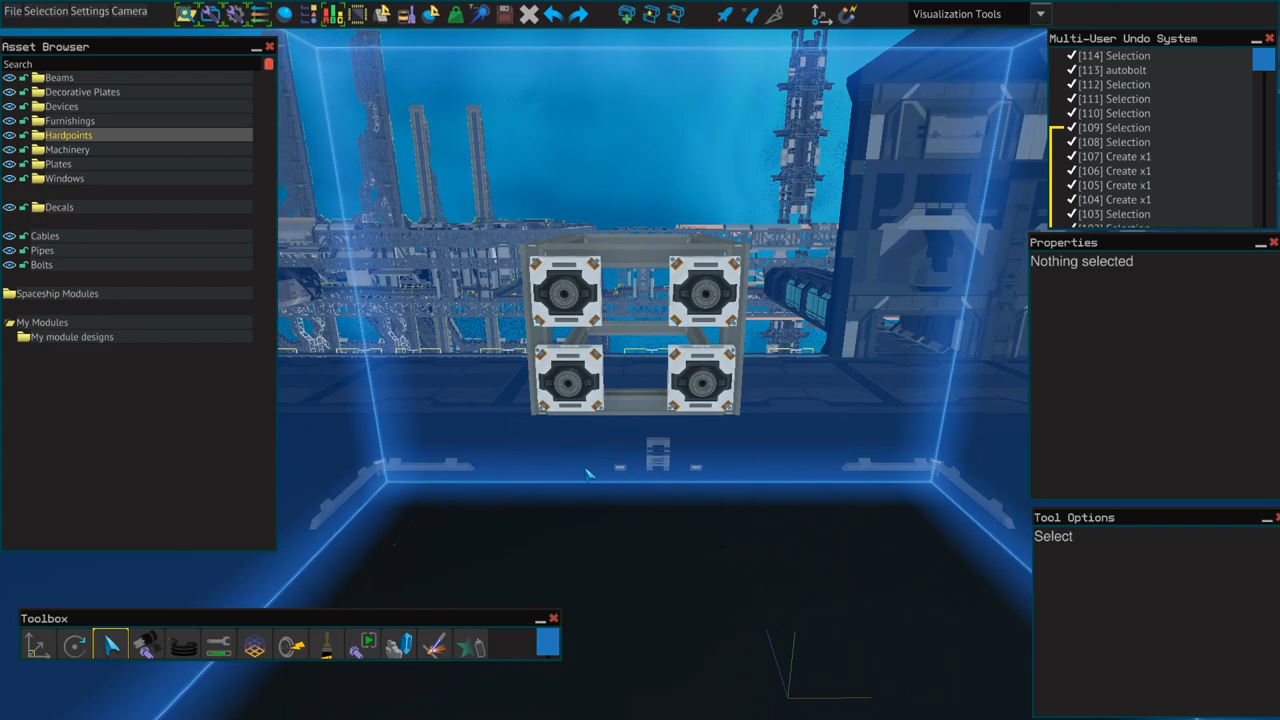 File Selection Settings Camera
Visualization Tools
Asset Browser
Search
Beams
Decorative Plates
Devices
Furnishings
Hardpoints
Machinery
Plates
Windows
Decals
Cables
Pipes
Bolts
Spaceship Modules
My Modules
My module designs
Multi-User Undo System
[114] Selection
[113] autobolt
[112] Selection
[111] Selection
[110] Selection
[109] Selection
[108] Selection
[107] Create x1
[106] Create x1
[105] Create x1
[104] Create x1
[103] Selection
Properties
Nothing selected
Tool Options
Select
Toolbox